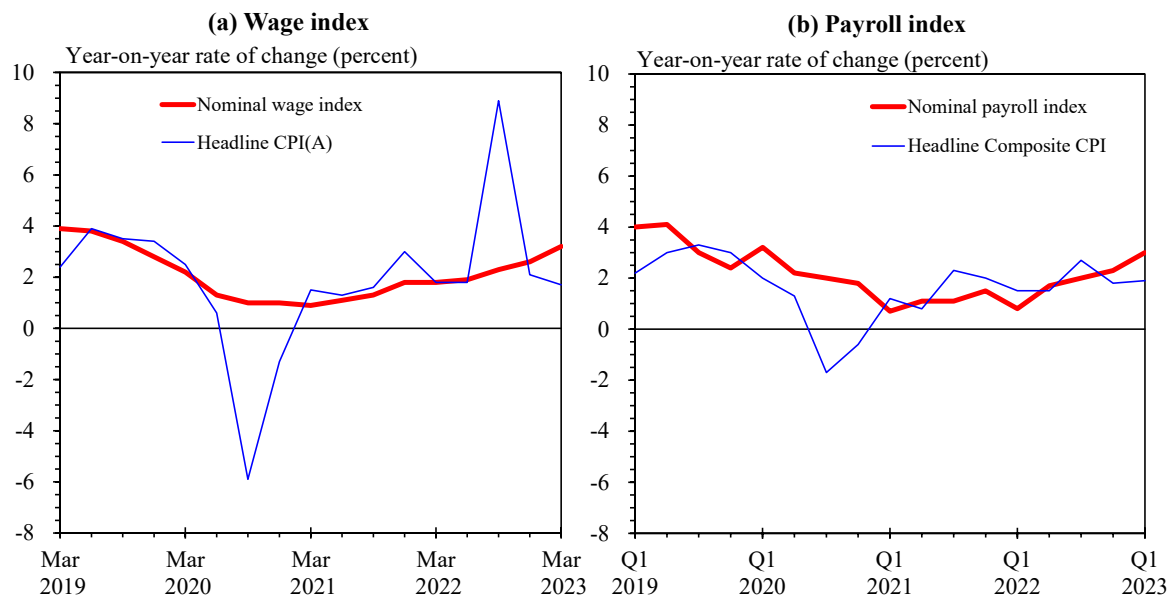 (a) Wage index
Year-on-year rate of change (percent)
10
8
6
4
2
0
-2
-4
-6
-8
Nominal wage index
Headline CPI(A)
Mar
2019
Mar
2020
Mar
2021
Mar
2022
Mar
2023
(b) Payroll index
Year-on-year rate of change (percent)
10
8
6
4
2
0
-2
-4
-6
-8
Nominal payroll index
Headline Composite CPI
Q1
2019
Q1
2020
Q1
2021
Q1
2022
Q1
2023